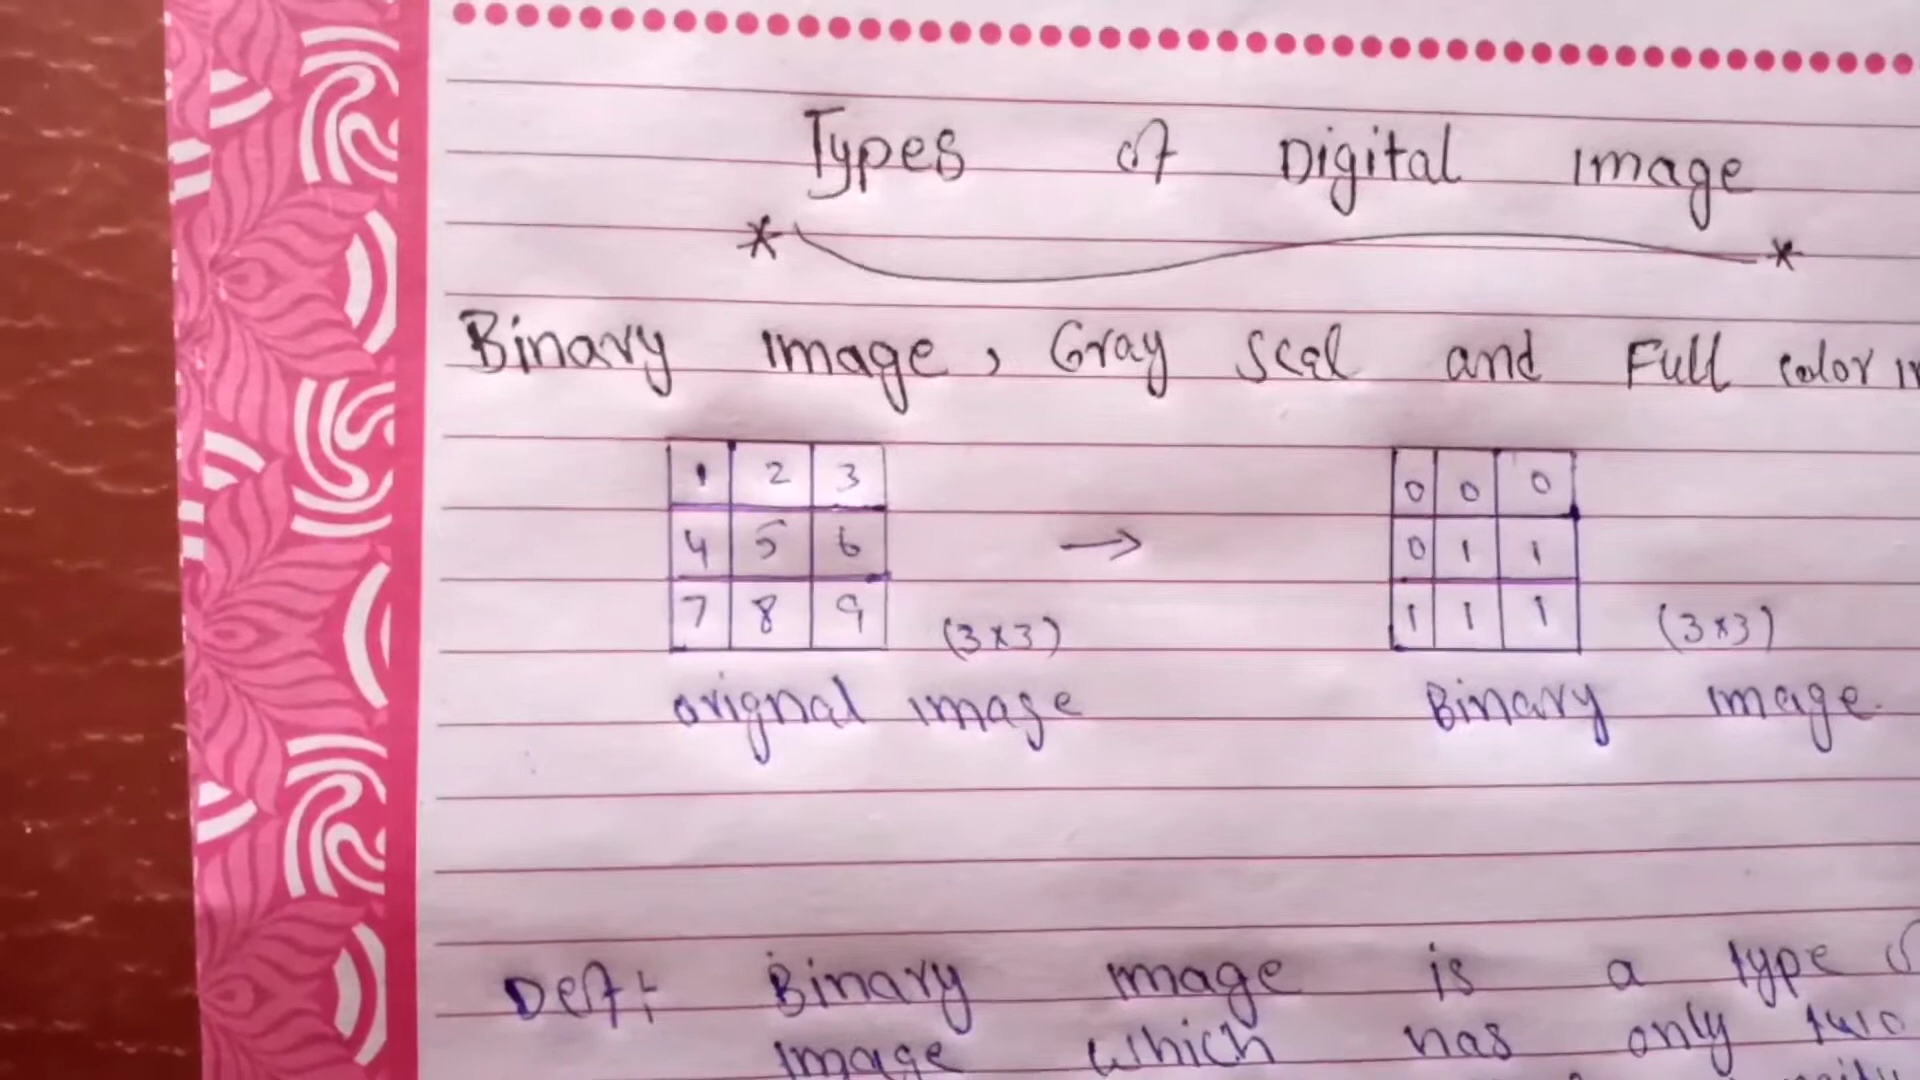 Types of Digital Image
Binary Image, Gray Scal and Full color
1 2 3
4 5 6
7 8 9
(3x3)
orignal image
→
0 0 0
0 1 1
1 1 1
(3x3)
Binary image.
Def: Binary image is a type
image which has only two